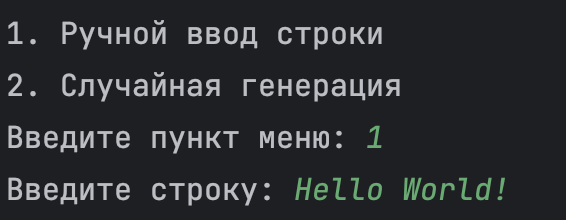 1. Ручной ввод строки
2. Случайная генерация
Введите пункт меню: 1
Введите строку: Hello World!